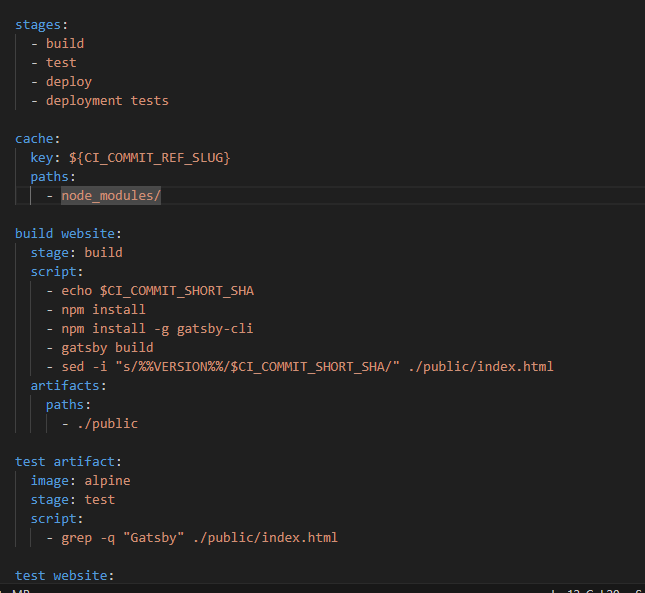 stages:
- build
- test
- deploy
- deployment tests
cache:
key: ${CI_COMMIT_REF_SLUG}
paths:
- node_modules/
build website:
stage: build
script:
- echo $CI_COMMIT_SHORT_SHA
- npm install
- npm install -g gatsby-cli
- gatsby build
- sed -i "s/%%VERSION%%/$CI_COMMIT_SHORT_SHA/" ./public/index.html
artifacts:
paths:
- ./public
test artifact:
image: alpine
stage: test
script:
- grep -q "Gatsby" ./public/index.html
test website: